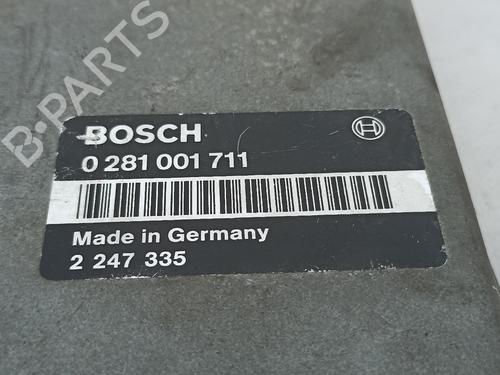 B-PARTS
BOSCH
0 281 001 711
Made in Germany
2 247 335